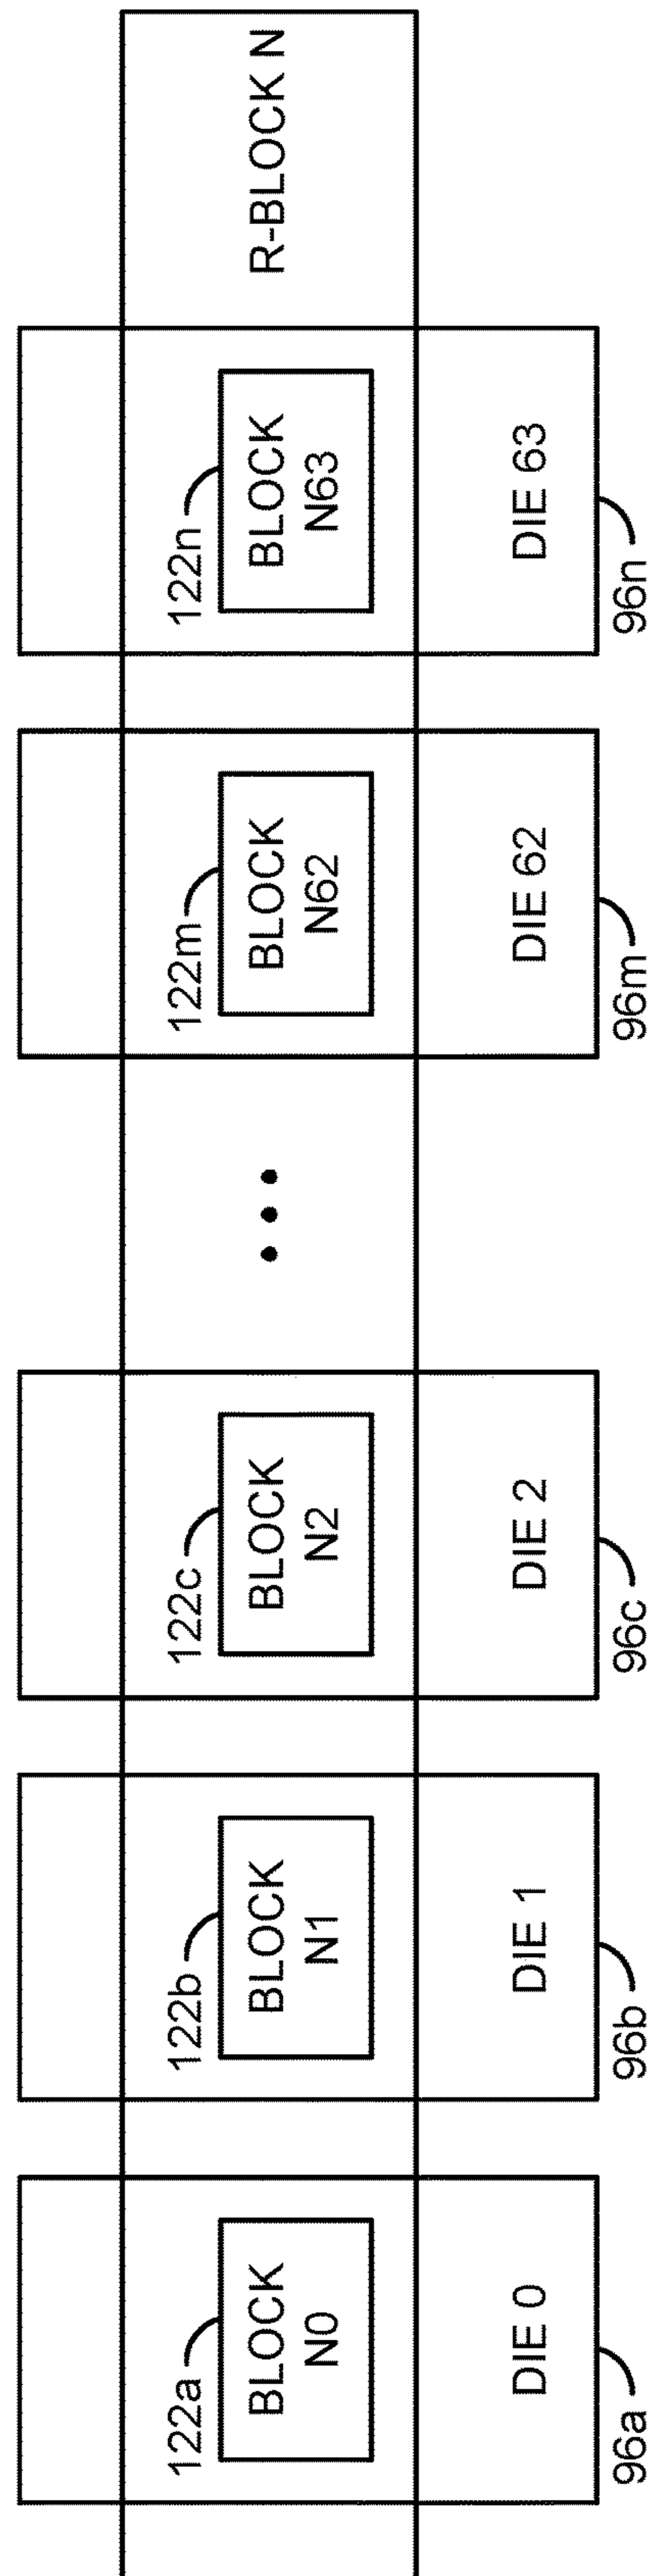 122a
122b
122c
122m
122n
BLOCK
N0
BLOCK
N1
BLOCK
N2
• • •
BLOCK
N62
BLOCK
N63
R-BLOCK N
DIE 0
DIE 1
DIE 2
DIE 62
DIE 63
96a
96b
96c
96m
96n